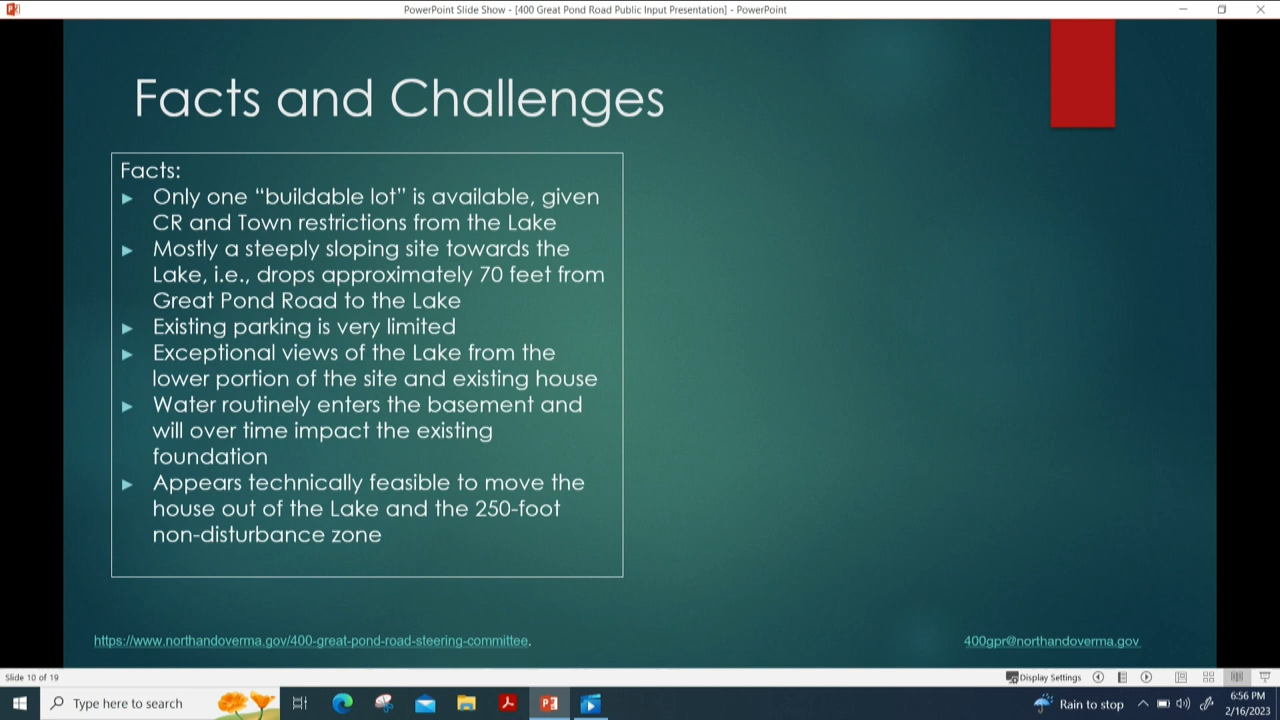 PowerPoint Slide Show - [400 Great Pond Road Public Input Presentation] - PowerPoint
Facts and Challenges
Facts:
Only one “buildable lot” is available, given
CR and Town restrictions from the Lake
Mostly a steeply sloping site towards the
Lake, i.e., drops approximately 70 feet from
Great Pond Road to the Lake
Existing parking is very limited
Exceptional views of the Lake from the
lower portion of the site and existing house
Water routinely enters the basement and
will over time impact the existing
foundation
Appears technically feasible to move the
house out of the Lake and the 250-foot
non-disturbance zone
https://www.northandoverma.gov/400-great-pond-road-steering-committee.
400gpr@northandoverma.gov
Slide 10 of 19
Display Settings
Type here to search
Rain to stop
6:56 PM
2/16/2023